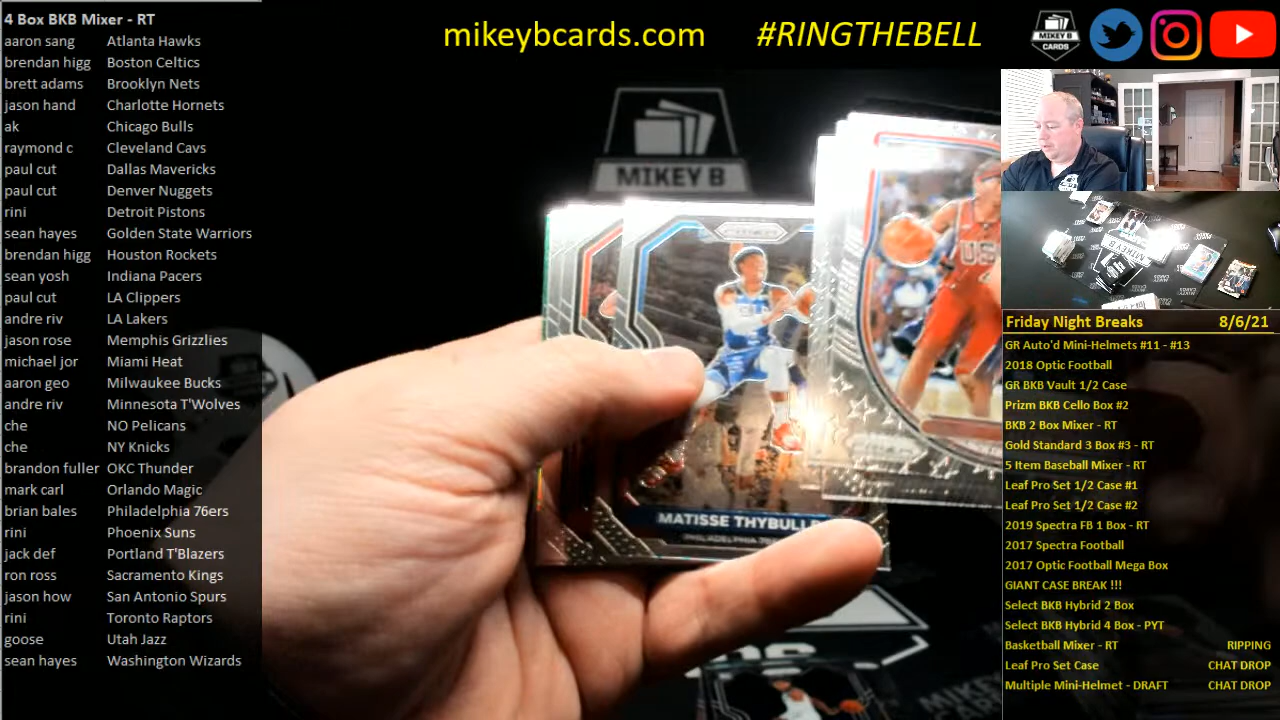 4 Box BKB Mixer - RT
aaron sang Atlanta Hawks
brendan higg Boston Celtics
brett adams Brooklyn Nets
jason hand Charlotte Hornets
ak Chicago Bulls
raymond c Cleveland Cavs
paul cut Dallas Mavericks
paul cut Denver Nuggets
rini Detroit Pistons
sean hayes Golden State Warriors
brendan higg Houston Rockets
sean yosh Indiana Pacers
paul cut LA Clippers
andre riv LA Lakers
jason rose Memphis Grizzlies
michael jor Miami Heat
aaron geo Milwaukee Bucks
andre riv Minnesota T'Wolves
che NO Pelicans
che NY Knicks
brandon fuller OKC Thunder
mark carl Orlando Magic
brian bales Philadelphia 76ers
rini Phoenix Suns
jack def Portland T'Blazers
ron ross Sacramento Kings
jason how San Antonio Spurs
rini Toronto Raptors
goose Utah Jazz
sean hayes Washington Wizards
mikeybcards.com #RINGTHEBELL
MIKEY B
CARDS
MIKEY B
PRIZM
US
MATISSE THYBULLE
PHILADELPHIA
MIKEY B
Friday Night Breaks 8/6/21
GR Auto'd Mini-Helmets #11 - #13
2018 Optic Football
GR BKB Vault 1/2 Case
Prizm BKB Cello Box #2
BKB 2 Box Mixer - RT
Gold Standard 3 Box #3 - RT
5 Item Baseball Mixer - RT
Leaf Pro Set 1/2 Case #1
Leaf Pro Set 1/2 Case #2
2019 Spectra FB 1 Box - RT
2017 Spectra Football
2017 Optic Football Mega Box
GIANT CASE BREAK !!!
Select BKB Hybrid 2 Box
Select BKB Hybrid 4 Box - PYT
Basketball Mixer - RT RIPPING
Leaf Pro Set Case CHAT DROP
Multiple Mini-Helmet - DRAFT CHAT DROP